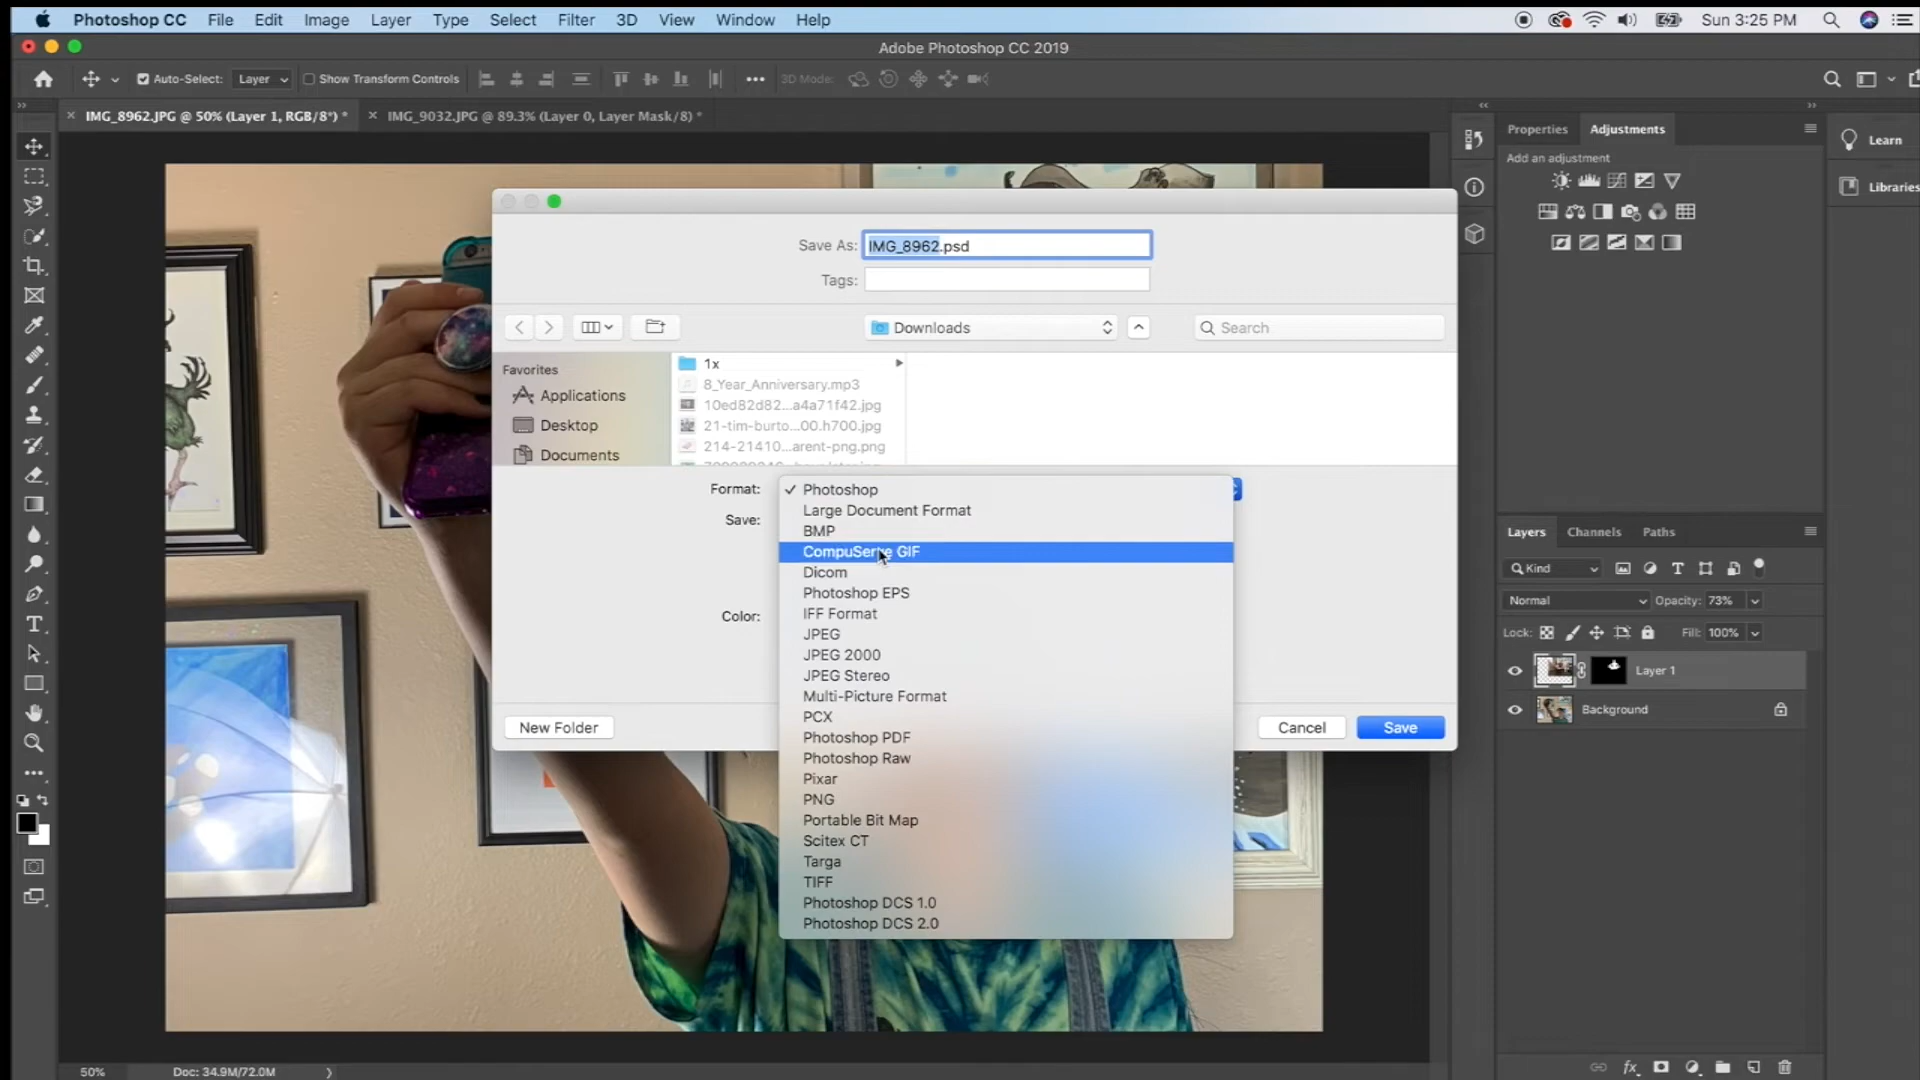 Photoshop CC File Edit Image Layer Type Select Filter 3D View Window Help Sun 3:25 PM
Adobe Photoshop CC 2019
Auto-Select: Layer Show Transform Controls 3D Mode:
IMG_8962.JPG @ 50% (Layer 1, RGB/8*) * IMG_9032.JPG @ 89.3% (Layer 0, Layer Mask/8) *
Properties Adjustments
Learn
Add an adjustment
Libraries
Save As: IMG_8962.psd
Tags:
Downloads
Search
Favorites
Applications
Desktop
Documents
1x
8_Year_Anniversary.mp3
10ed82d82...a4a71f42.jpg
21-tim-burto...00.h700.jpg
214-21410...arent-png.png
Format:
Save:
Color:
Photoshop
Large Document Format
BMP
CompuServe GIF
Dicom
Photoshop EPS
IFF Format
JPEG
JPEG 2000
JPEG Stereo
Multi-Picture Format
PCX
Photoshop PDF
Photoshop Raw
Pixar
PNG
Portable Bit Map
Scitex CT
Targa
TIFF
Photoshop DCS 1.0
Photoshop DCS 2.0
New Folder Cancel Save
Layers Channels Paths
Kind
Normal Opacity: 73%
Lock: Fill: 100%
Layer 1
Background
fx
50% Doc: 34.9M/72.0M